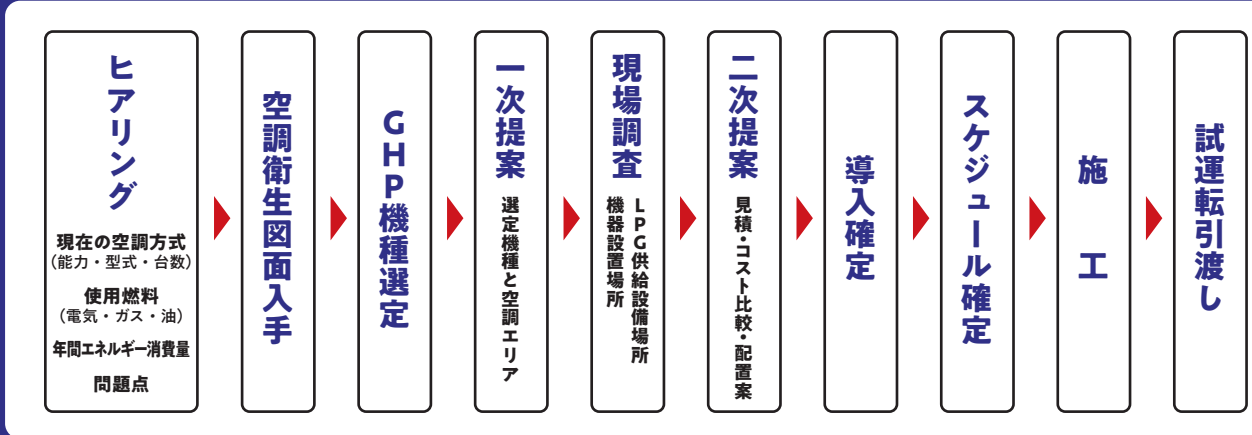 ヒアリング
現在の空調方式
(能力・型式・台数)
使用燃料
(電気・ガス・油)
年間エネルギー消費量
問題点
空調衛生図面入手
GHP機種選定
一次提案
選定機種と空調エリア
現場調査
LPG供給設備場所
機器設置場所
二次提案
見積・コスト比較・配置案
導入確定
スケジュール確定
施工
試運転引渡し